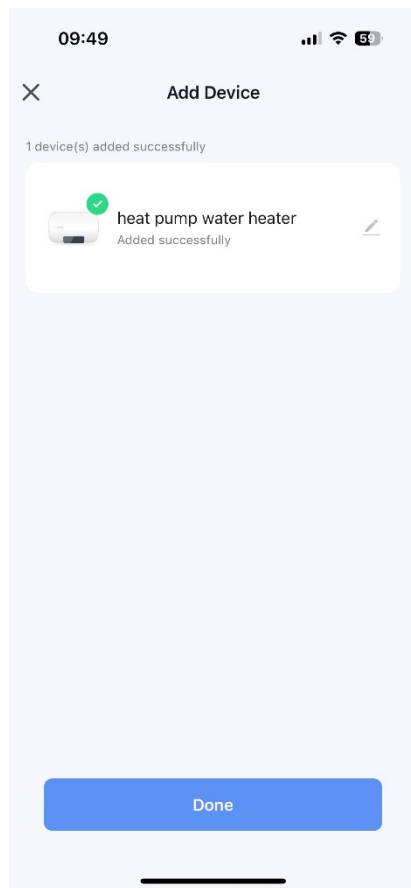 09:49
59
Add Device
1 device(s) added successfully
heat pump water heater
Added successfully
Done